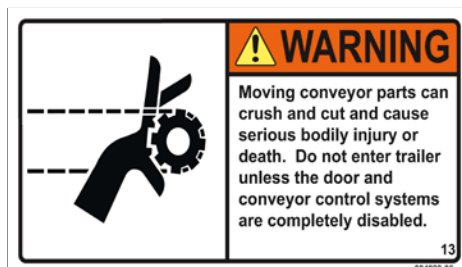 WARNING
Moving conveyor parts can
crush and cut and cause
serious bodily injury or
death.  Do not enter trailer
unless the door and
conveyor control systems
are completely disabled.
13